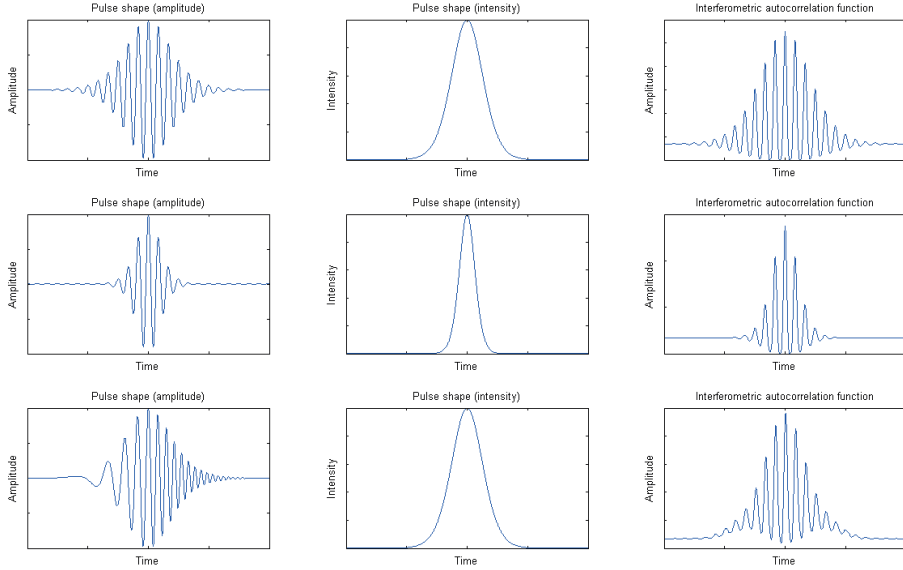 Pulse shape (amplitude)
Pulse shape (intensity)
Interferometric autocorrelation function
Amplitude
Intensity
Amplitude
Time
Time
Time
Pulse shape (amplitude)
Pulse shape (intensity)
Interferometric autocorrelation function
Amplitude
Intensity
Amplitude
Time
Time
Time
Pulse shape (amplitude)
Pulse shape (intensity)
Interferometric autocorrelation function
Amplitude
Intensity
Amplitude
Time
Time
Time